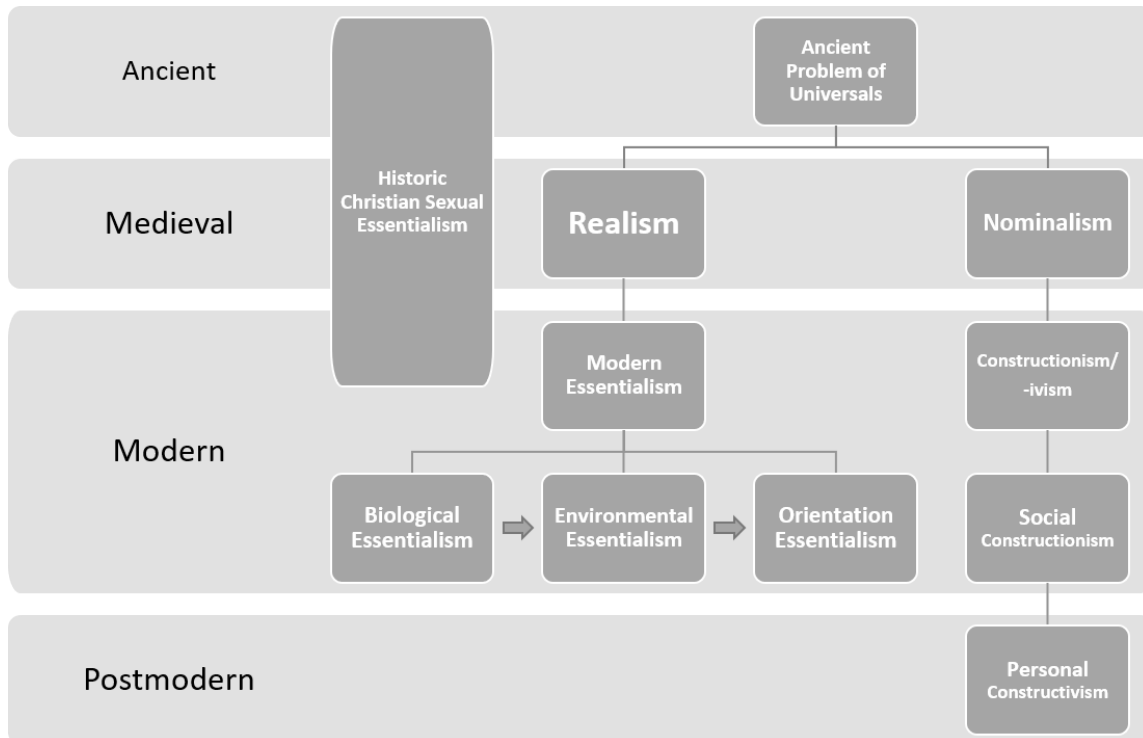 Ancient
Ancient
Problem of
Universals
Historic
Christian Sexual
Essentialism
Medieval
Realism
Nominalism
Modern
Modern
Essentialism
Constructionism/
-ivism
Biological
Essentialism
Environmental
Essentialism
Orientation
Essentialism
Social
Constructionism
Postmodern
Personal
Constructivism